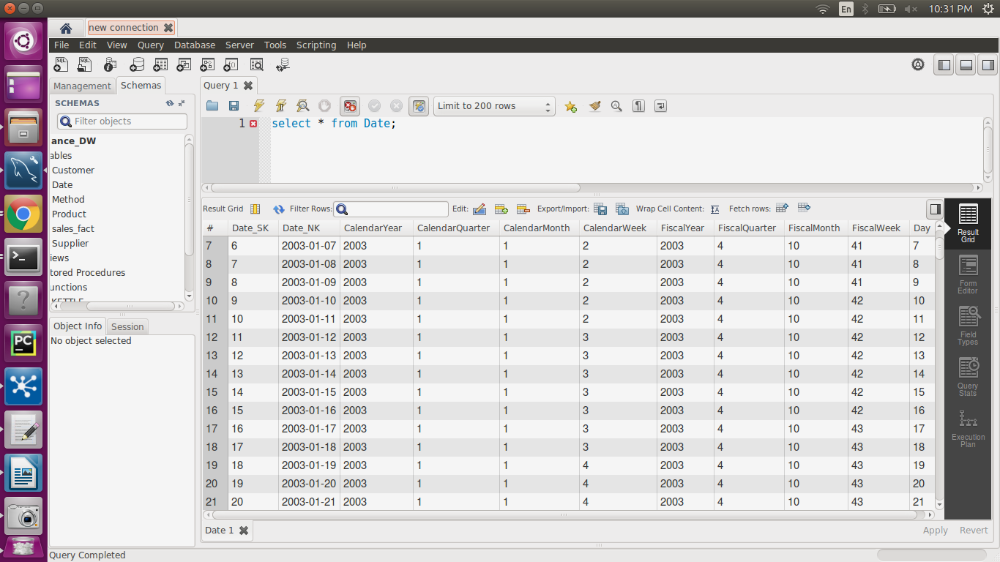 En 10:31 PM
new connection
File Edit View Query Database Server Tools Scripting Help
Management Schemas
Query 1
SCHEMAS
Limit to 200 rows
Filter objects
1 select * from Date;
ance_DW
ables
Customer
Date
Method
Product
sales_fact
Supplier
iews
tored Procedures
unctions
KETTLE
Object Info Session
No object selected
Result Grid Filter Rows: Edit: Export/Import: Wrap Cell Content: IA Fetch rows:
# Date_SK Date_NK CalendarYear CalendarQuarter CalendarMonth CalendarWeek FiscalYear FiscalQuarter FiscalMonth FiscalWeek Day
7 6 2003-01-07 2003 1 1 2 2003 4 10 41 7
8 7 2003-01-08 2003 1 1 2 2003 4 10 41 8
9 8 2003-01-09 2003 1 1 2 2003 4 10 41 9
10 9 2003-01-10 2003 1 1 2 2003 4 10 42 10
11 10 2003-01-11 2003 1 1 2 2003 4 10 42 11
12 11 2003-01-12 2003 1 1 3 2003 4 10 42 12
13 12 2003-01-13 2003 1 1 3 2003 4 10 42 13
14 13 2003-01-14 2003 1 1 3 2003 4 10 42 14
15 14 2003-01-15 2003 1 1 3 2003 4 10 42 15
16 15 2003-01-16 2003 1 1 3 2003 4 10 42 16
17 16 2003-01-17 2003 1 1 3 2003 4 10 43 17
18 17 2003-01-18 2003 1 1 3 2003 4 10 43 18
19 18 2003-01-19 2003 1 1 4 2003 4 10 43 19
20 19 2003-01-20 2003 1 1 4 2003 4 10 43 20
21 20 2003-01-21 2003 1 1 4 2003 4 10 43 21
Result
Grid
Form
Editor
Field
Types
Query
Stats
Execution
Plan
Date 1
Apply Revert
Query Completed
PC